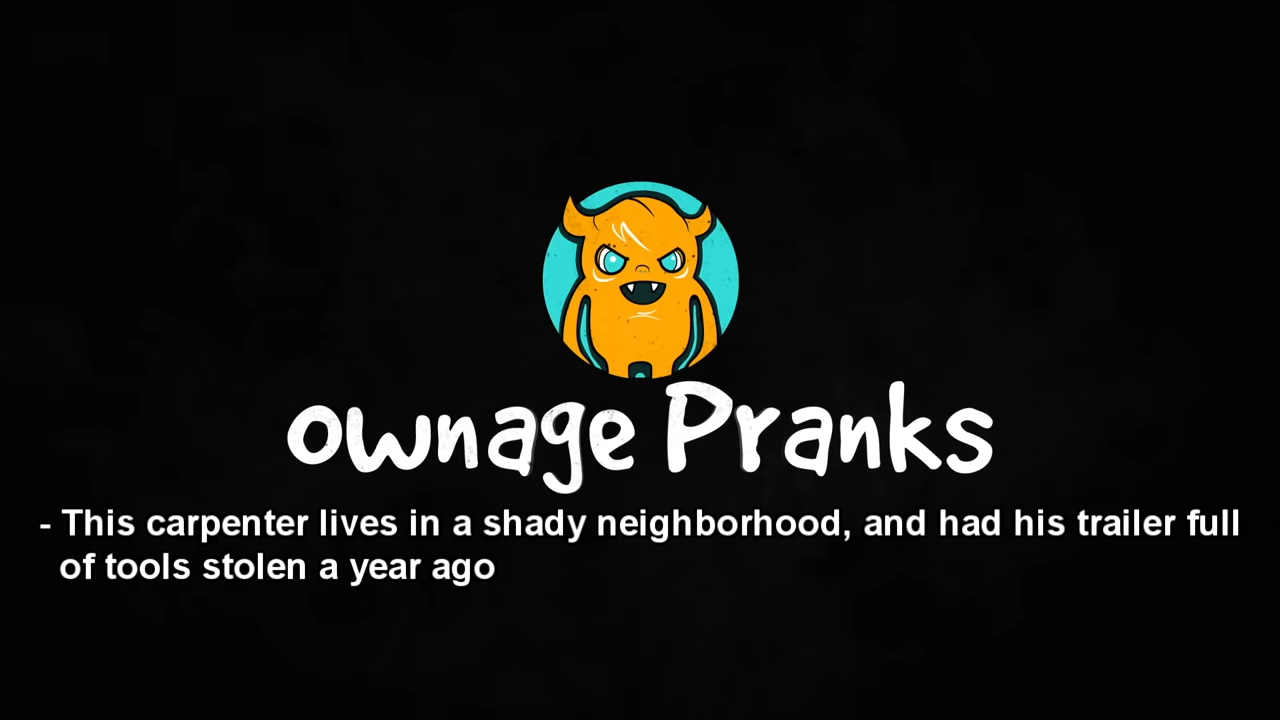 ownage Pranks
- This carpenter lives in a shady neighborhood, and had his trailer full
of tools stolen a year ago